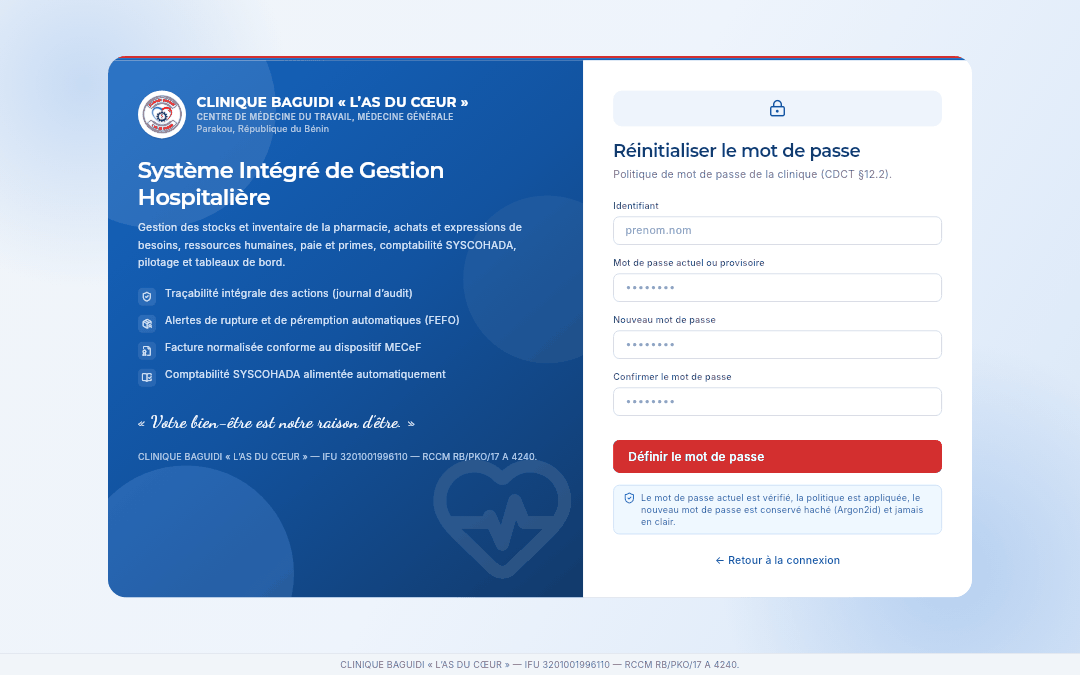 CLINIQUE BAGUIDI « L'AS DU CŒUR »
CENTRE DE MÉDECINE DU TRAVAIL, MÉDECINE GÉNÉRALE
Parakou, République du Bénin
Système Intégré de Gestion
Hospitalière
Gestion des stocks et inventaire de la pharmacie, achats et expressions de
besoins, ressources humaines, paie et primes, comptabilité SYSCOHADA,
pilotage et tableaux de bord.
Traçabilité intégrale des actions (journal d'audit)
Alertes de rupture et de péremption automatiques (FEFO)
Facture normalisée conforme au dispositif MECeF
Comptabilité SYSCOHADA alimentée automatiquement
« Votre bien-être est notre raison d'être. »
CLINIQUE BAGUIDI « L'AS DU CŒUR » — IFU 3201001996110 — RCCM RB/PKO/17 A 4240.
Réinitialiser le mot de passe
Politique de mot de passe de la clinique (CDCT §12.2).
Identifiant
prenom.nom
Mot de passe actuel ou provisoire
••••••••
Nouveau mot de passe
••••••••
Confirmer le mot de passe
••••••••
Définir le mot de passe
Le mot de passe actuel est vérifié, la politique est appliquée, le
nouveau mot de passe est conservé haché (Argon2id) et jamais
en clair.
← Retour à la connexion
CLINIQUE BAGUIDI « L'AS DU CŒUR » — IFU 3201001996110 — RCCM RB/PKO/17 A 4240.